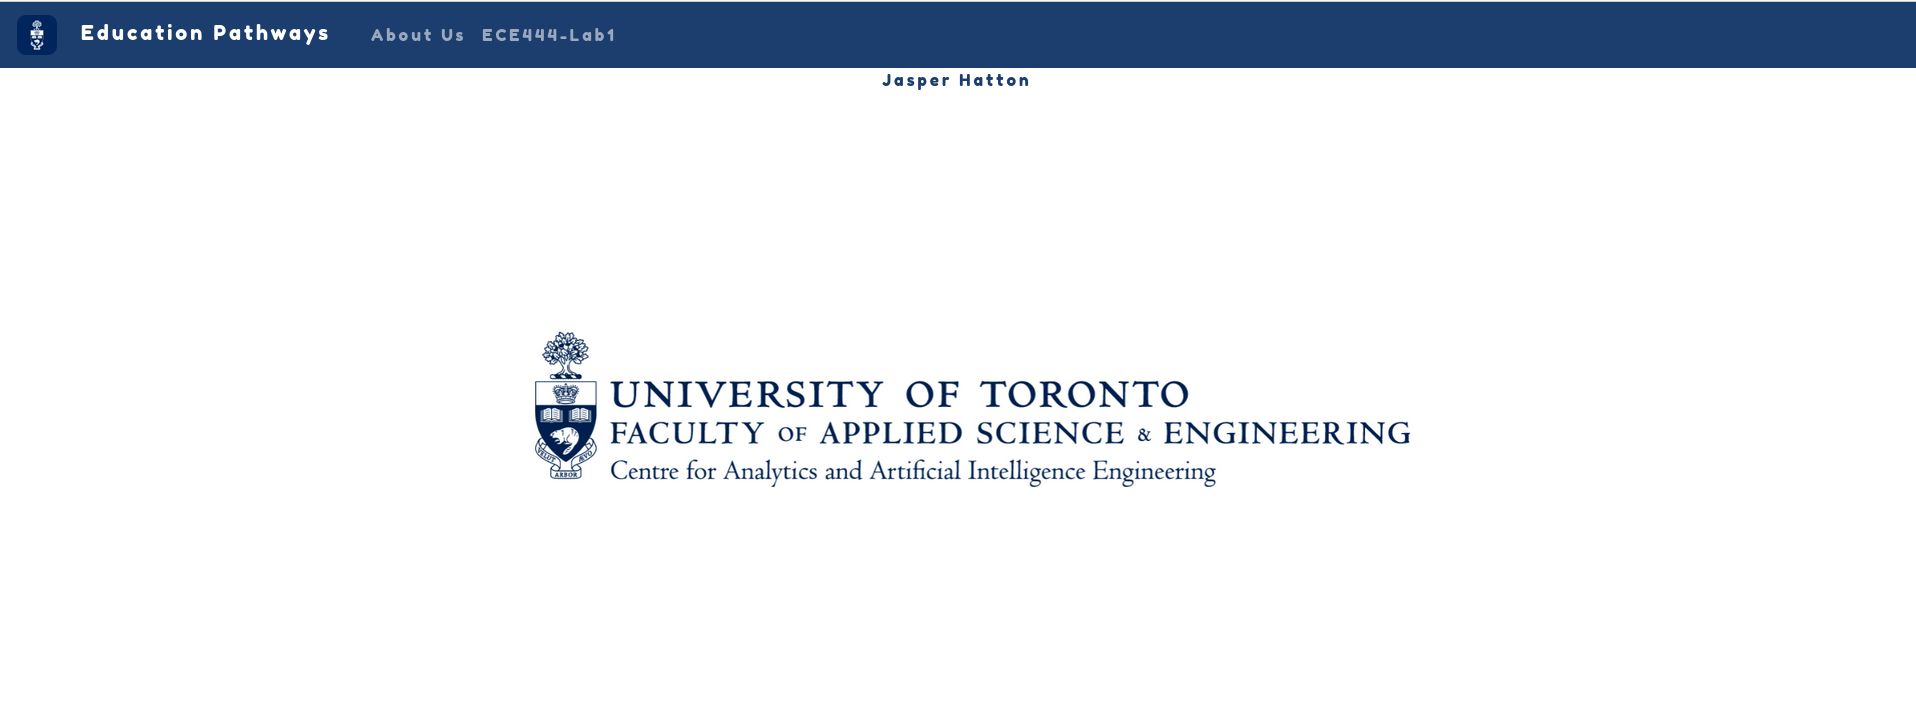 Education Pathways About Us ECE444-Lab1
Jasper Hatton
UNIVERSITY OF TORONTO
FACULTY OF APPLIED SCIENCE & ENGINEERING
Centre for Analytics and Artificial Intelligence Engineering
VELUT ARBOR ÆVO